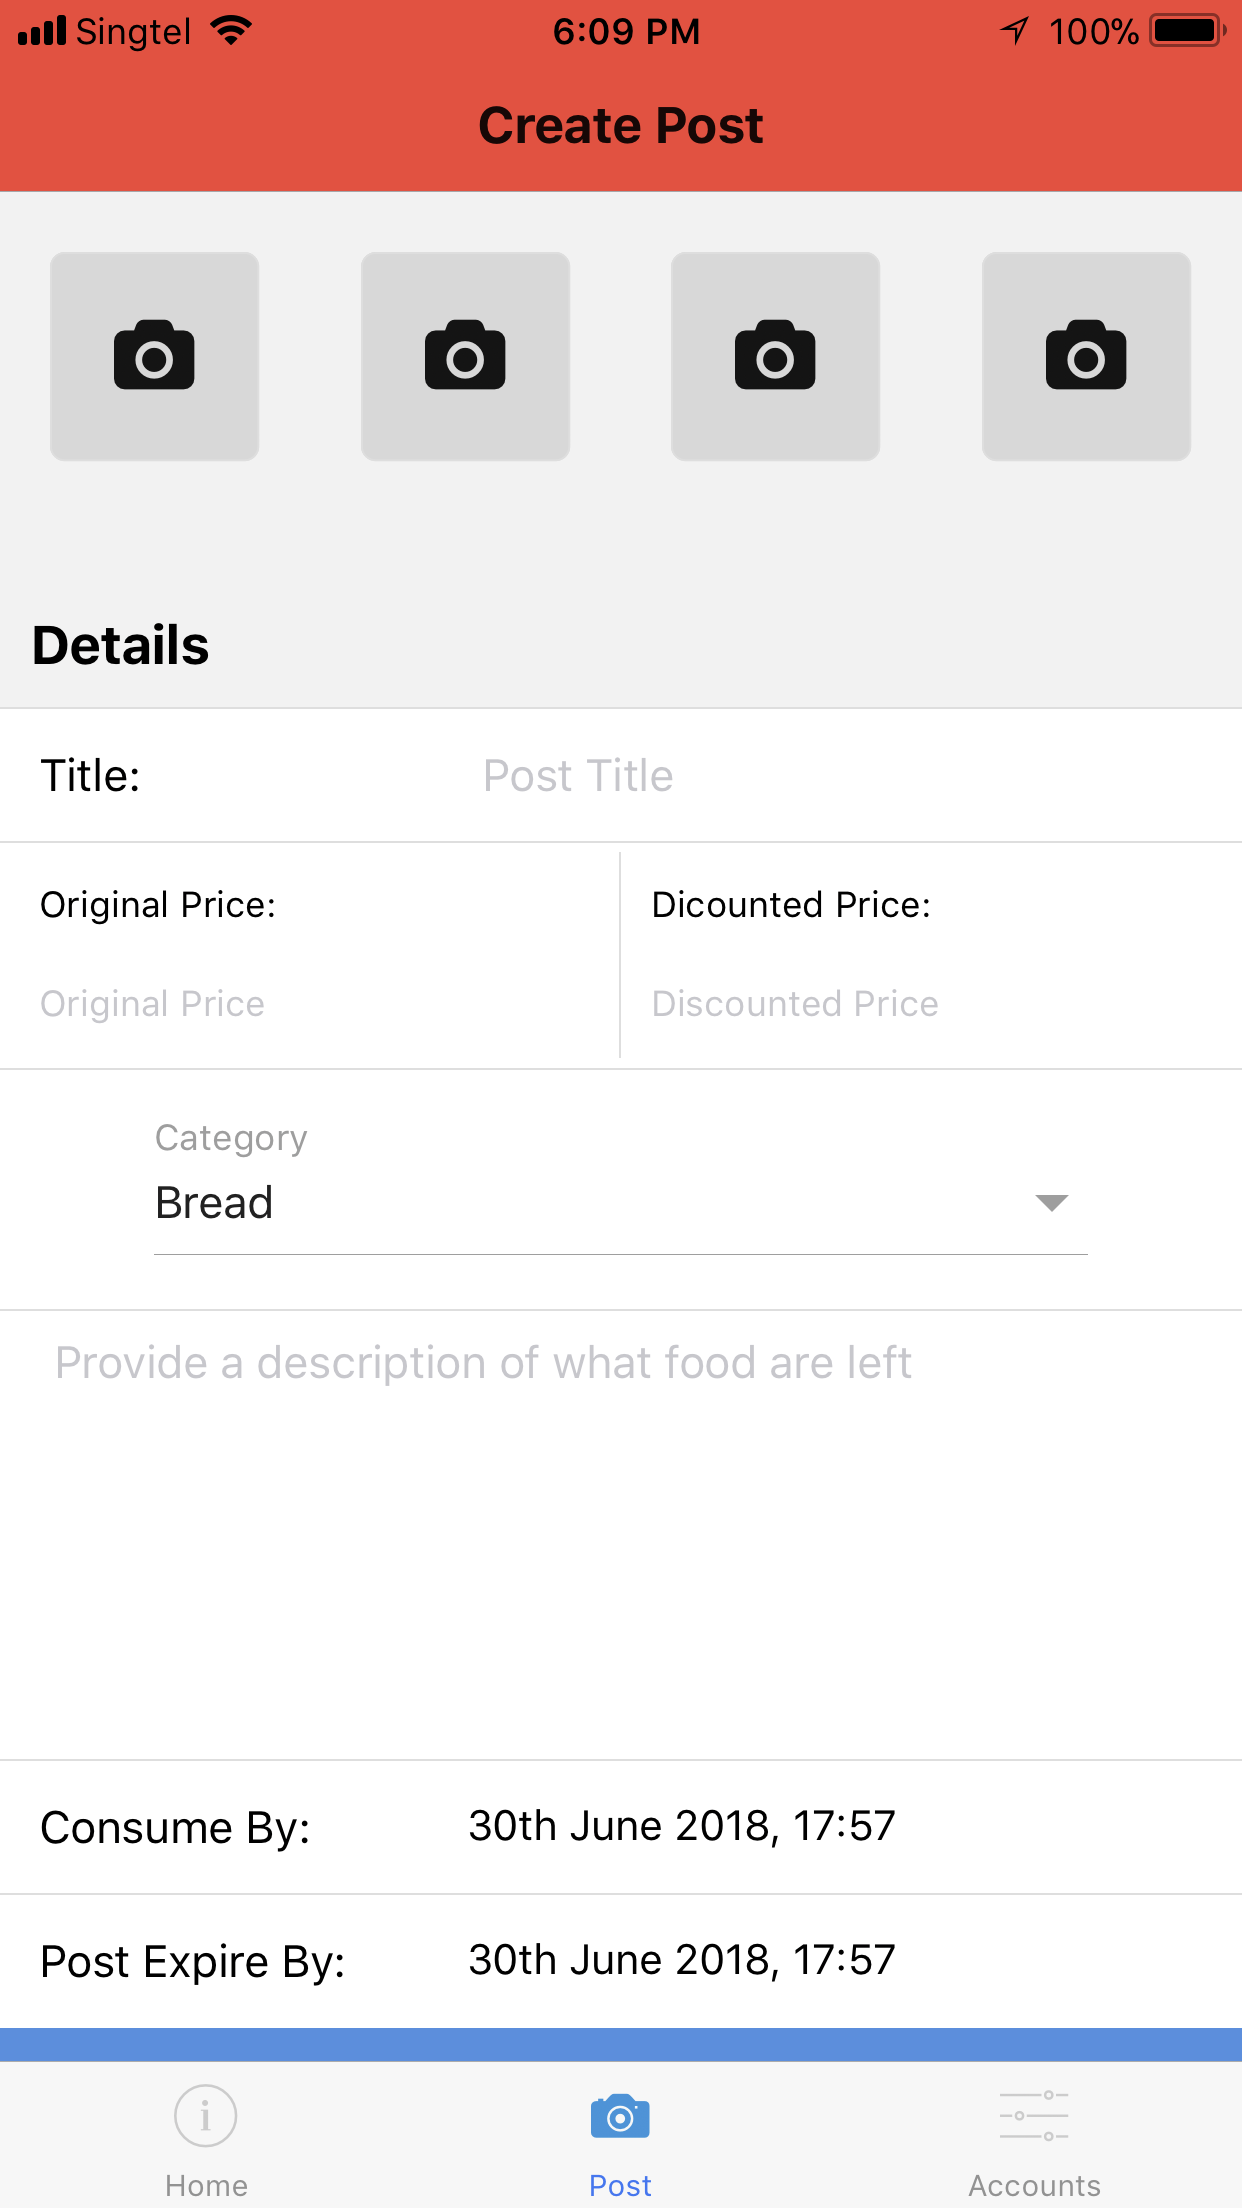 Singtel 6:09 PM 100%
Create Post
Details
Title: Post Title
Original Price: Dicounted Price:
Original Price Discounted Price
Category
Bread
Provide a description of what food are left
Consume By: 30th June 2018, 17:57
Post Expire By: 30th June 2018, 17:57
Home Post Accounts